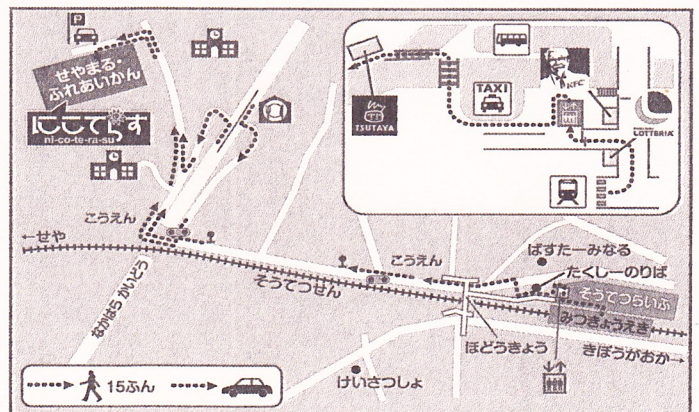 P
せやまる・
ふれあいかん
にこてらす
ni-co-te-ra-su
こうえん
←せや
なかはらかいどう
そうてつせん
こうえん
ばすたーみなる
たくしーのりば
そうてつらいふ
みつきょうえき
きぼうがおか→
ほどうきょう
けいさつしょ
15ふん
TAXI
KFC
TSUTAYA
LOTTERIA